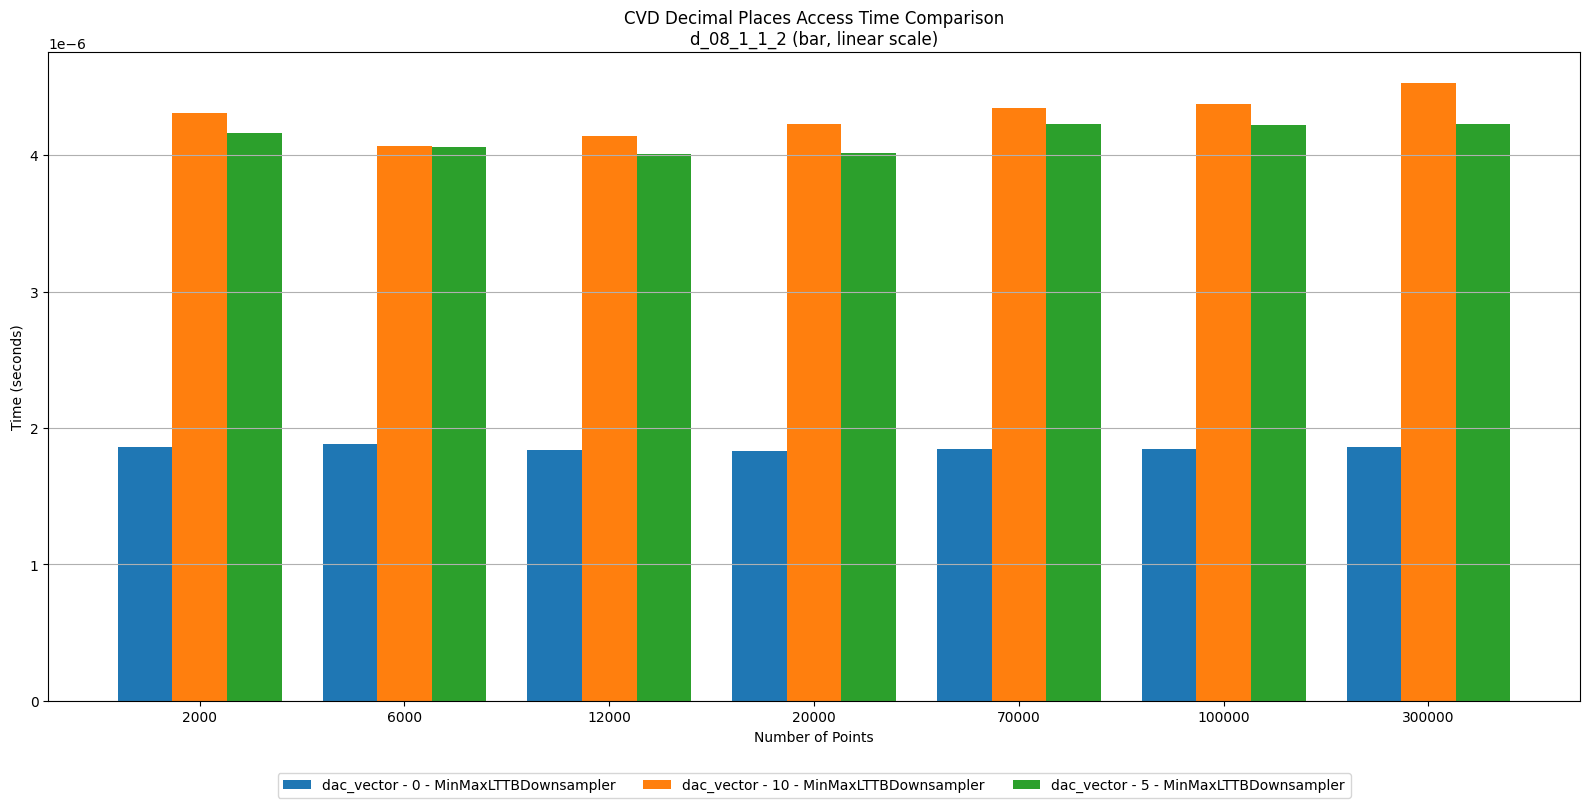 CVD Decimal Places Access Time Comparison
d_08_1_1_2 (bar, linear scale)
1e−6
4
3
2
1
0
Time (seconds)
2000 6000 12000 20000 70000 100000 300000
Number of Points
dac_vector - 0 - MinMaxLTTBDownsampler dac_vector - 10 - MinMaxLTTBDownsampler dac_vector - 5 - MinMaxLTTBDownsampler